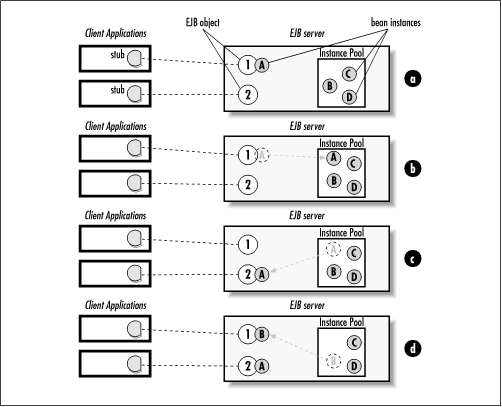 EJB object
bean instances
Client Applications
EJB server
stub
Instance Pool
1 A
C
B
a
stub
2
D
Client Applications
EJB server
Instance Pool
1 A
A C
b
2
B D
Client Applications
EJB server
Instance Pool
1
A C
c
2 A
B D
Client Applications
EJB server
Instance Pool
1 B
C
d
2 A
B D